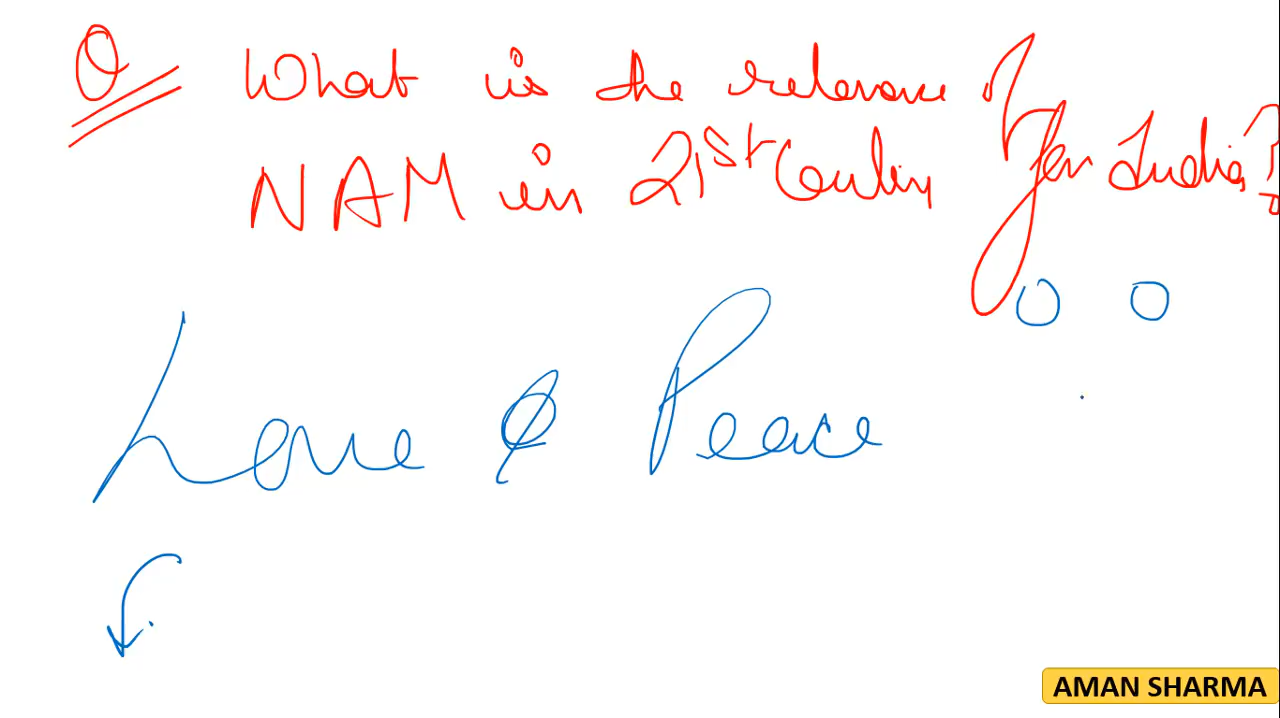 Q What is the relevance of
NAM in 21st Century for India?
Love & Peace
AMAN SHARMA